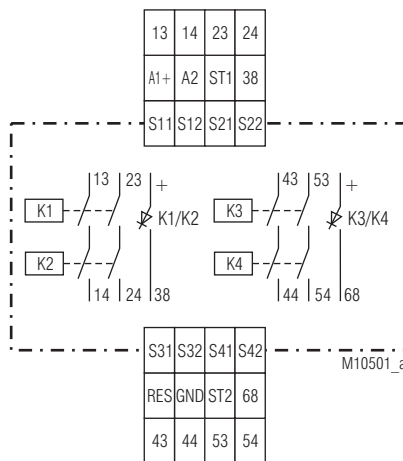 13 14 23 24
A1+ A2 ST1 38
S11 S12 S21 S22
13 23 + 43 53 +
K1 K1/K2 K3 K3/K4
K2 K4
14 24 38 44 54 68
S31 S32 S41 S42
M10501_a
RES GND ST2 68
43 44 53 54